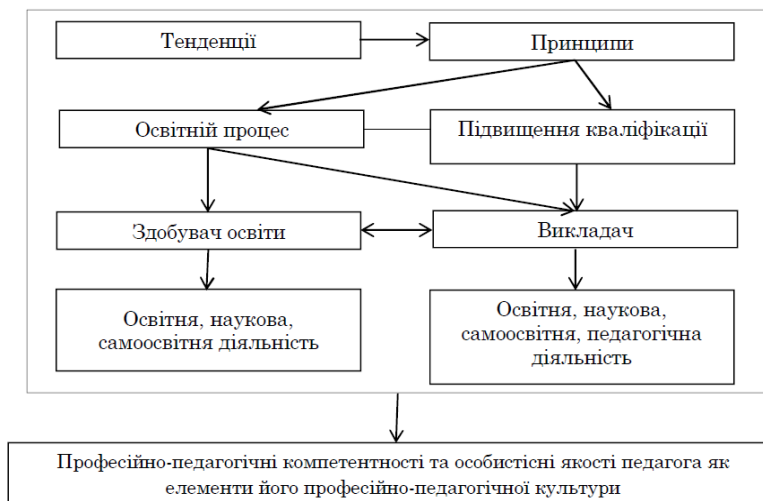 Тенденції
Принципи
Освітній процес
Підвищення кваліфікації
Здобувач освіти
Викладач
Освітня, наукова,
самоосвітня діяльність
Освітня, наукова,
самоосвітня, педагогічна
діяльність
Професійно-педагогічні компетентності та особистісні якості педагога як
елементи його професійно-педагогічної культури